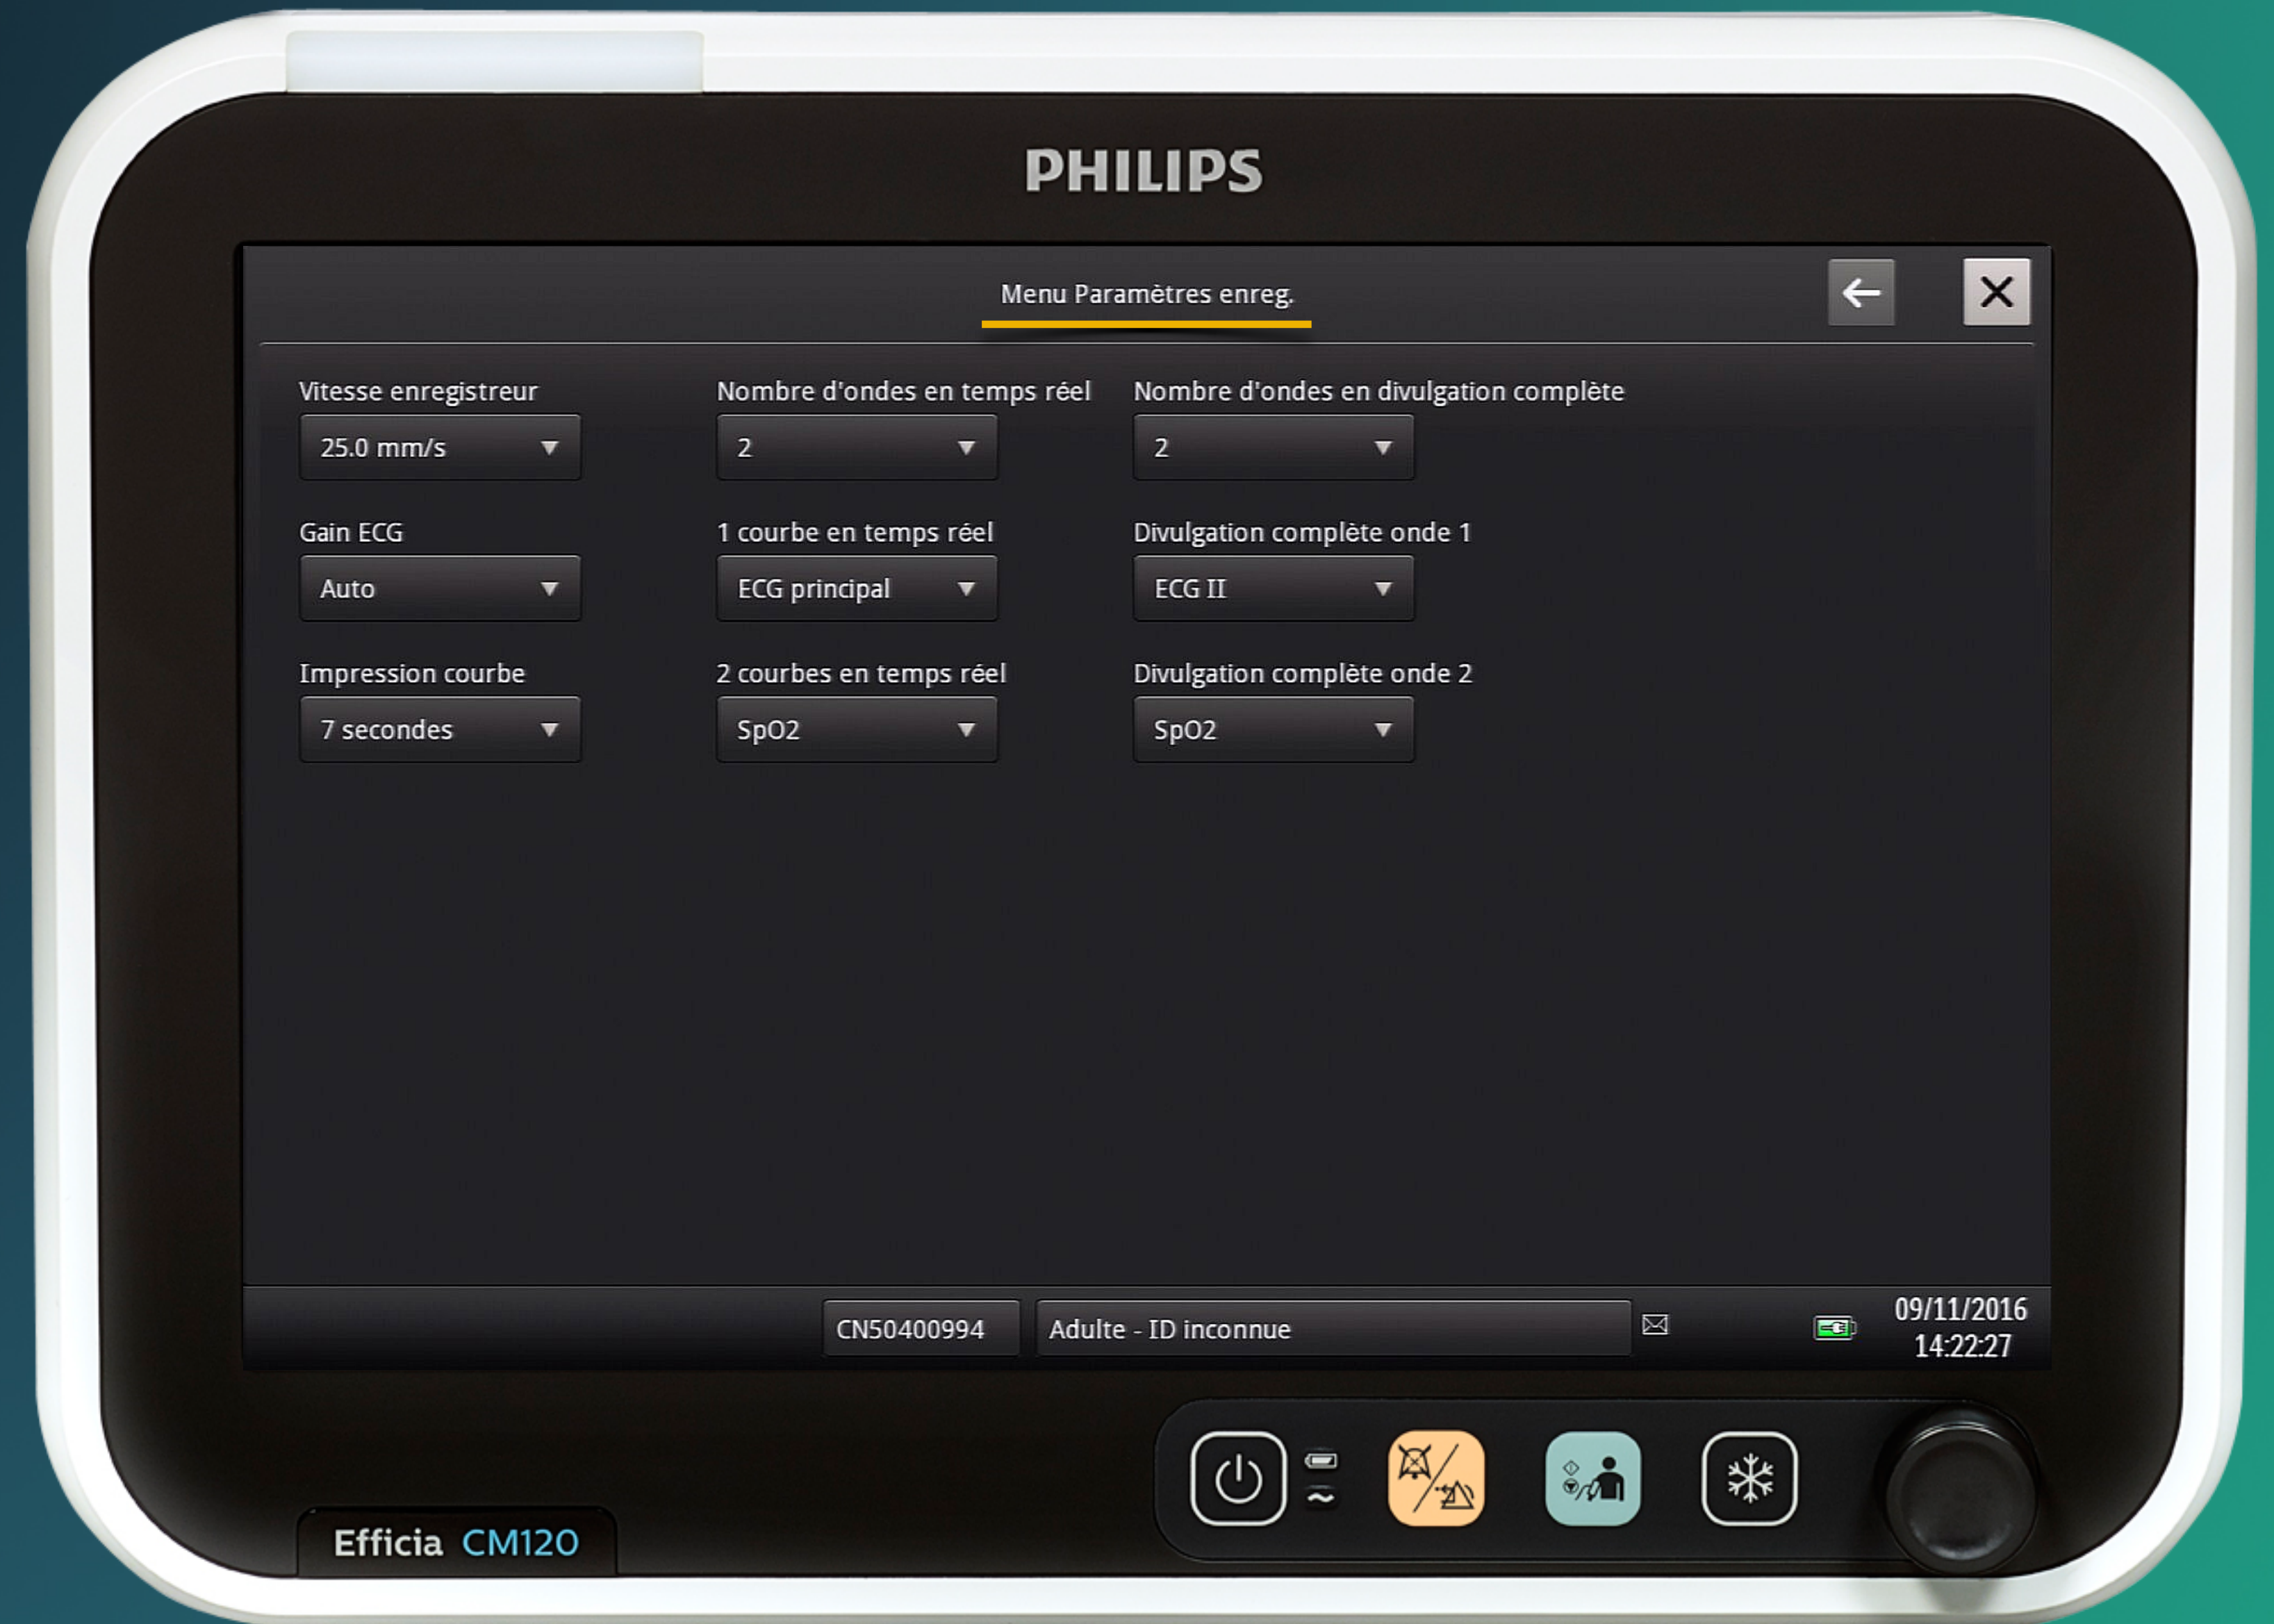 PHILIPS
Menu Paramètres enreg.
Vitesse enregistreur
Nombre d'ondes en temps réel
Nombre d'ondes en divulgation complète
25.0 mm/s
2
2
Gain ECG
1 courbe en temps réel
Divulgation complète onde 1
Auto
ECG principal
ECG II
Impression courbe
2 courbes en temps réel
Divulgation complète onde 2
7 secondes
SpO2
SpO2
CN50400994
Adulte - ID inconnue
09/11/2016
14:22:27
Efficia CM120